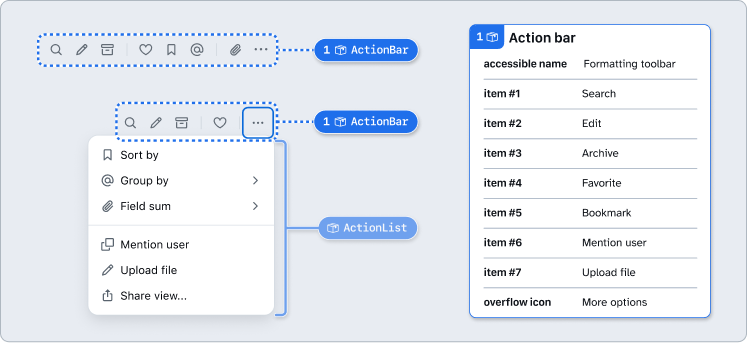 1 ActionBar
1 ActionBar
Sort by
Group by
Field sum
Mention user
Upload file
Share view...
ActionList
1 Action bar
accessible name Formatting toolbar
item #1 Search
item #2 Edit
item #3 Archive
item #4 Favorite
item #5 Bookmark
item #6 Mention user
item #7 Upload file
overflow icon More options